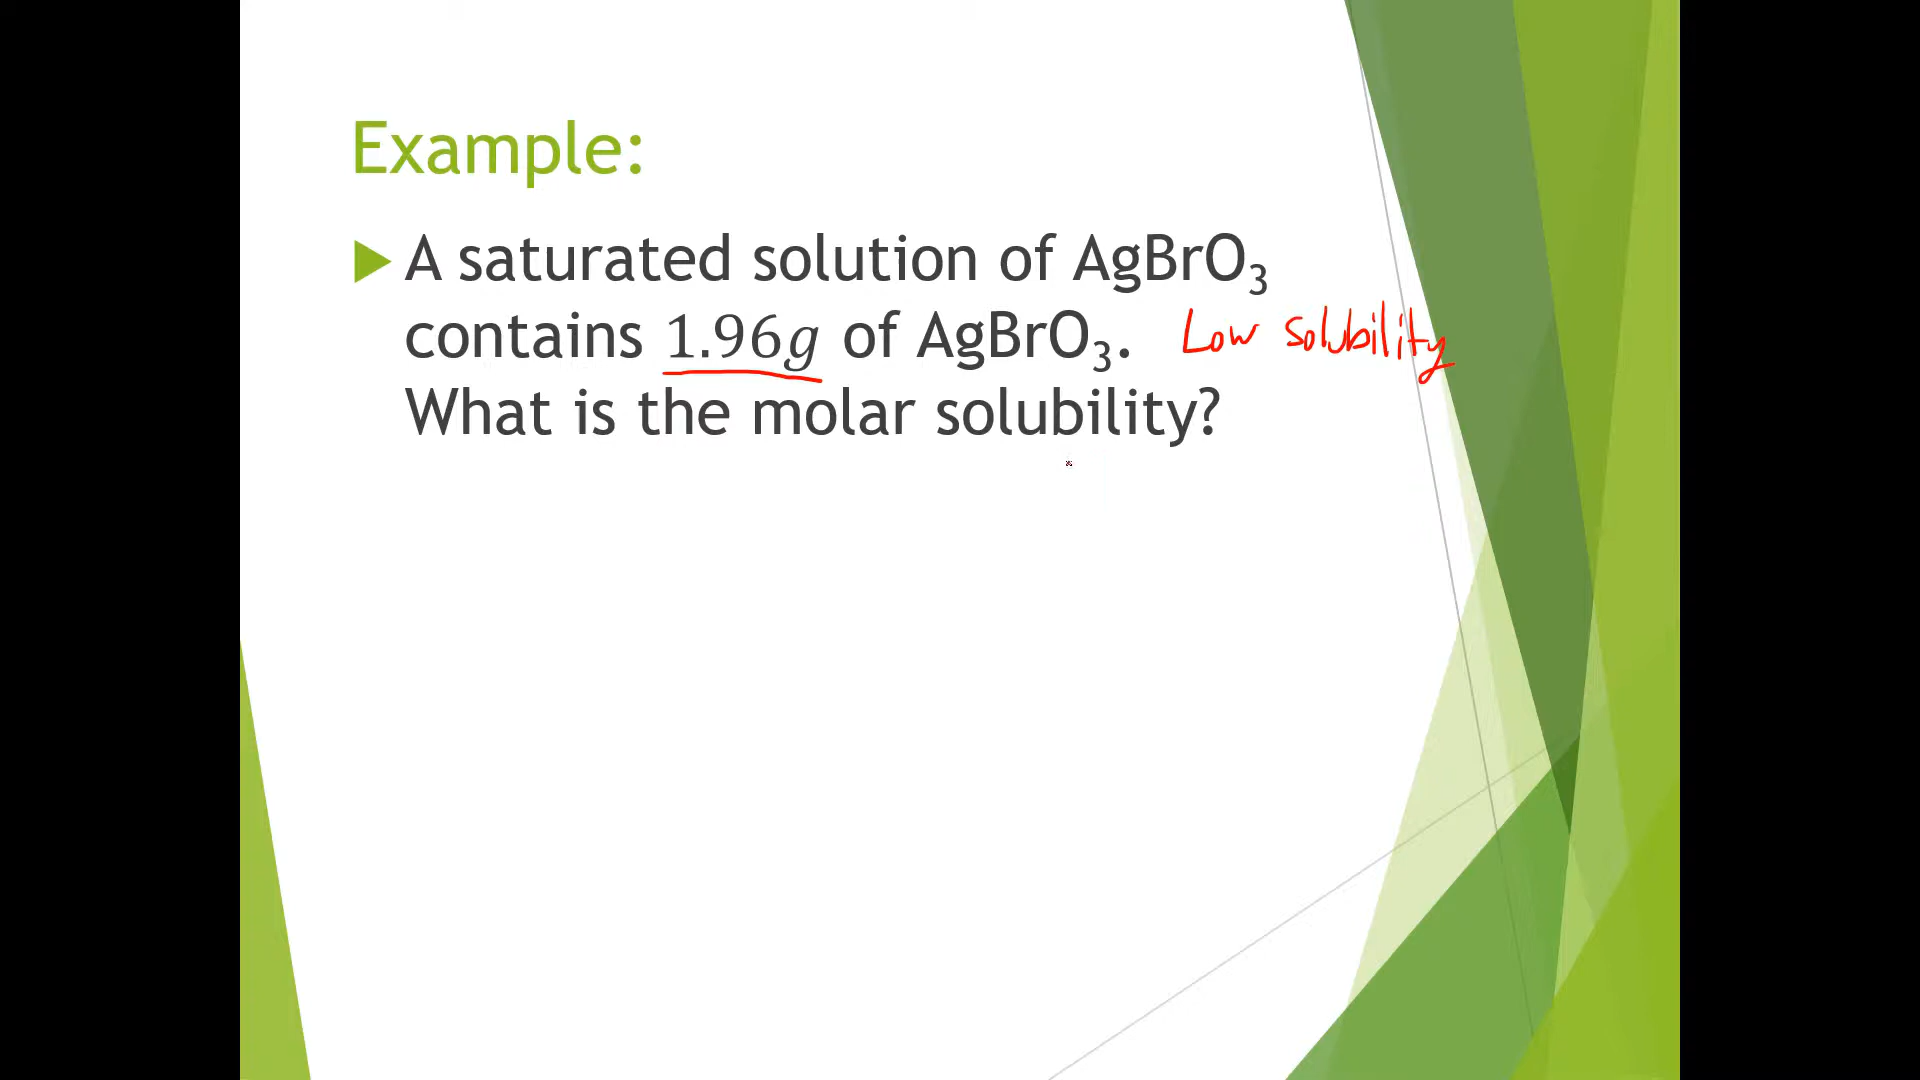 Example:
A saturated solution of AgBrO₃
contains 1.96g of AgBrO₃. Low solubility
What is the molar solubility?